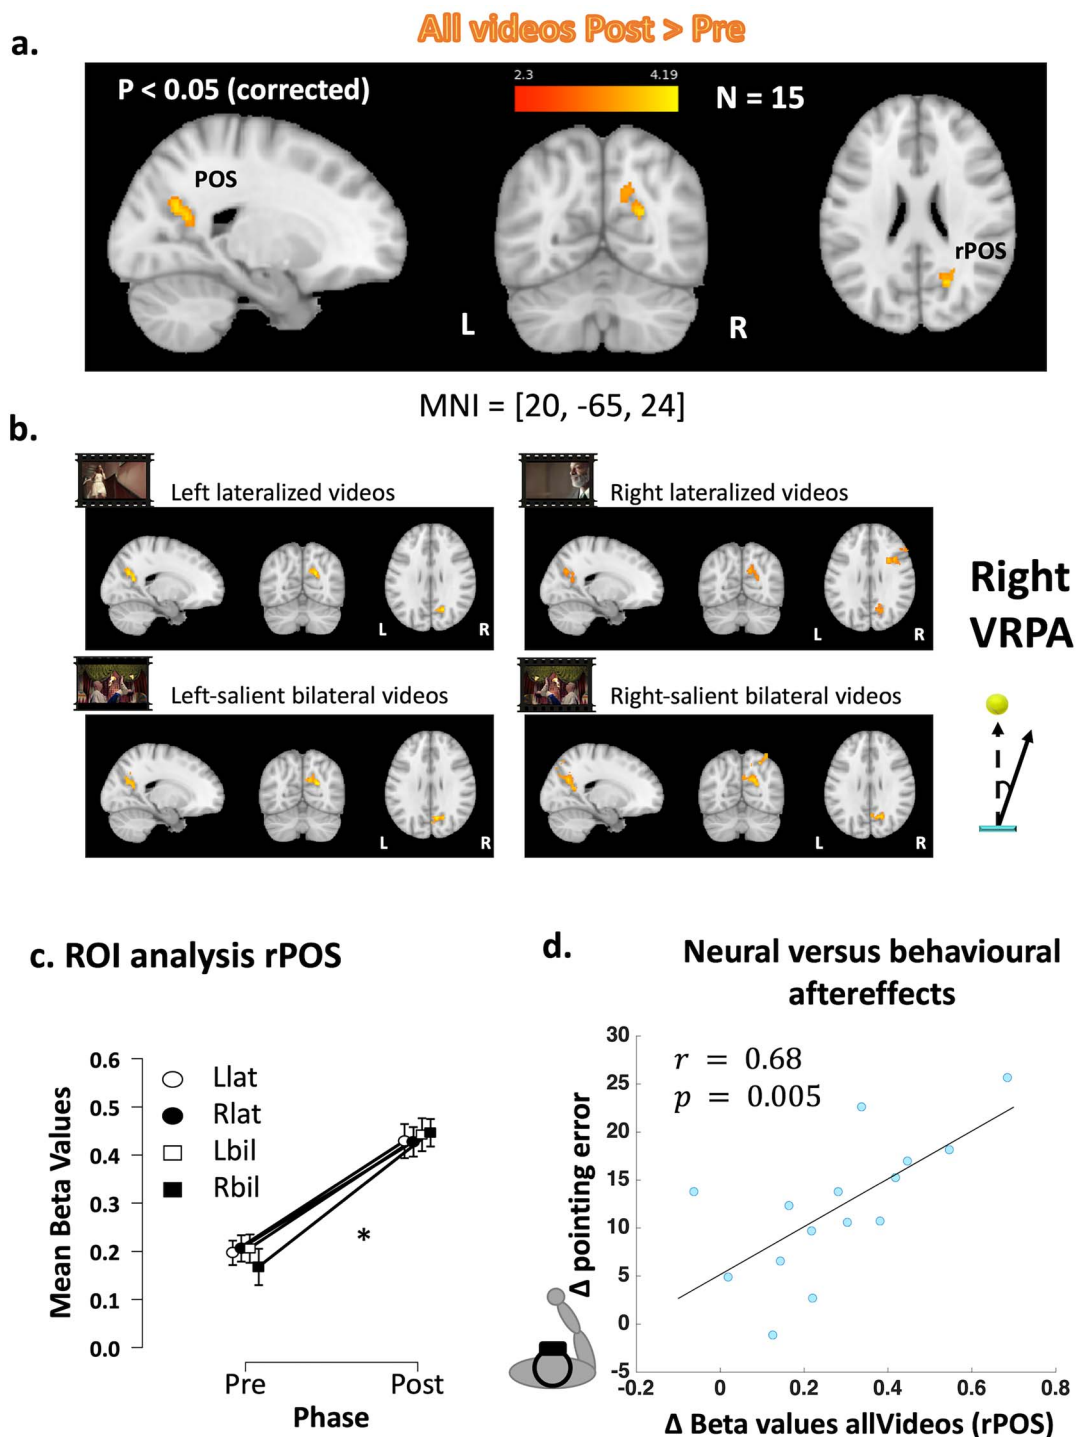 a.
All videos Post > Pre
P < 0.05 (corrected)
2.3 4.19
N = 15
POS
rPOS
L R
MNI = [20, -65, 24]
b.
Left lateralized videos
Right lateralized videos
L R
L R
Left-salient bilateral videos
Right-salient bilateral videos
L R
L R
Right
VRPA
c. ROI analysis rPOS
Mean Beta Values
0.6
0.5
0.4
0.3
0.2
0.1
0.0
Llat
Rlat
Lbil
Rbil
*
Pre Post
Phase
d.
Neural versus behavioural
aftereffects
r = 0.68
p = 0.005
Δ pointing error
30
25
20
15
10
5
0
-5
-0.2 0 0.2 0.4 0.6 0.8
Δ Beta values allVideos (rPOS)